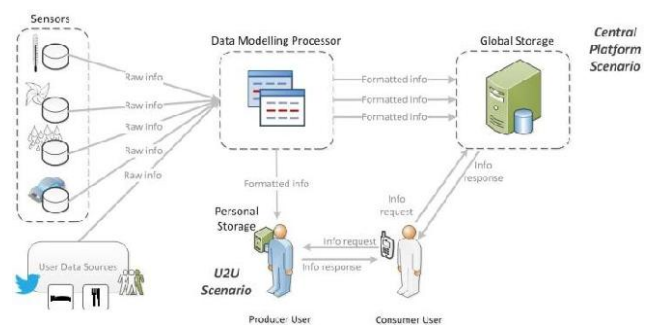 Sensors
Data Modelling Processor
Global Storage
Central
Platform
Scenario
Raw info
Raw info
Raw info
Raw info
Raw info
Formatted info
Formatted info
Formatted info
Formatted info
Info
response
Info
request
Personal
Storage
Info request
Info response
User Data Sources
U2U
Scenario
Producer User
Consumer User